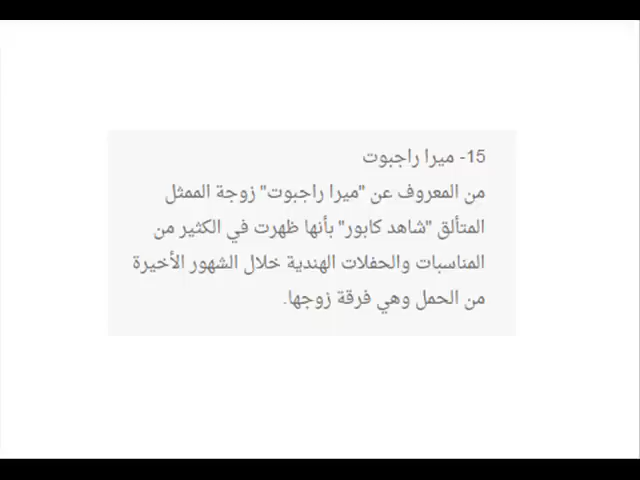 15- ميرا راجبوت
من المعروف عن "ميرا راجبوت" زوجة الممثل
المتألق "شاهد كابور" بأنها ظهرت في الكثير من
المناسبات والحفلات الهندية خلال الشهور الأخيرة
من الحمل وهي فرقة زوجها.